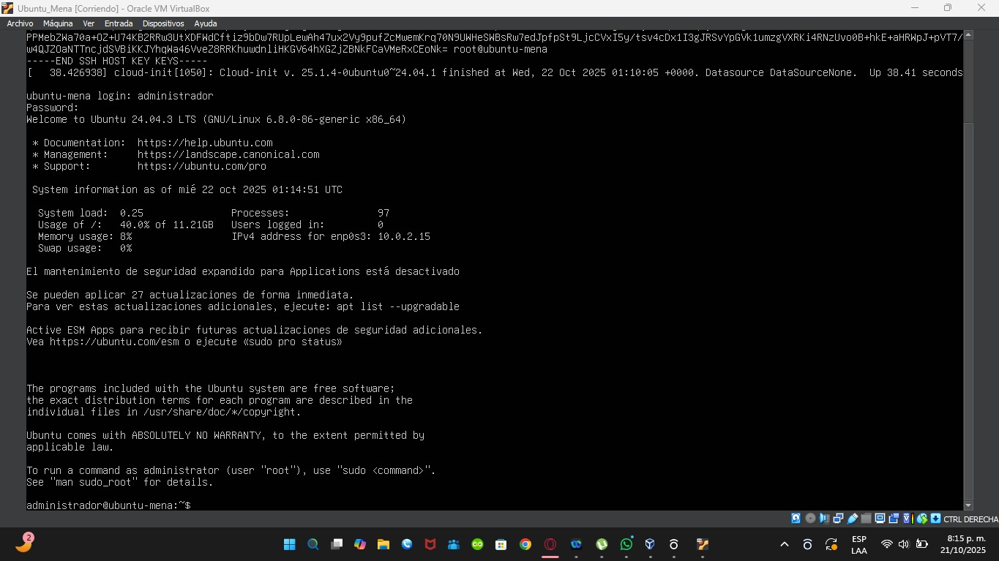 Ubuntu_Mena [Corriendo] - Oracle VM VirtualBox
Archivo Máquina Ver Entrada Dispositivos Ayuda
PPMebZWa70a+OZ+U74KB2RRw3UtXDFWdCftiz9bDw7RUpLewAh47ux2Vy9pufZcMwemKrq70N9UWHeSWBsRw7edJpfpSt9LjcCVxI5y/tsv4cDx1I3gJRSvYpGVk1umzgVXRKi4RNzUvo0B+hkE+aHRWpJ+pVT7/
w4QJZOaNTTncjdSVBiKKJYhqWa46VveZ8RRKhuwdnliHKGV64hXGZjZBNkFCaVMeRxCEoNk= root@ubuntu-mena
-----END SSH HOST KEY KEYS-----
[   38.426938] cloud-init[1050]: Cloud-init v. 25.1.4-0ubuntu0~24.04.1 finished at Wed, 22 Oct 2025 01:10:05 +0000. Datasource DataSourceNone.  Up 38.41 seconds
ubuntu-mena login: administrador
Password:
Welcome to Ubuntu 24.04.3 LTS (GNU/Linux 6.8.0-86-generic x86_64)
* Documentation:  https://help.ubuntu.com
* Management:     https://landscape.canonical.com
* Support:        https://ubuntu.com/pro
System information as of mié 22 oct 2025 01:14:51 UTC
System load:  0.25               Processes:               97
Usage of /:   40.0% of 11.21GB   Users logged in:         0
Memory usage: 8%                 IPv4 address for enp0s3: 10.0.2.15
Swap usage:   0%
El mantenimiento de seguridad expandido para Applications está desactivado
Se pueden aplicar 27 actualizaciones de forma inmediata.
Para ver estas actualizaciones adicionales, ejecute: apt list --upgradable
Active ESM Apps para recibir futuras actualizaciones de seguridad adicionales.
Vea https://ubuntu.com/esm o ejecute «sudo pro status»
The programs included with the Ubuntu system are free software;
the exact distribution terms for each program are described in the
individual files in /usr/share/doc/*/copyright.
Ubuntu comes with ABSOLUTELY NO WARRANTY, to the extent permitted by
applicable law.
To run a command as administrator (user "root"), use "sudo <command>".
See "man sudo_root" for details.
administrador@ubuntu-mena:~$
CTRL DERECHA
2
ESP
LAA
8:15 p. m.
21/10/2025